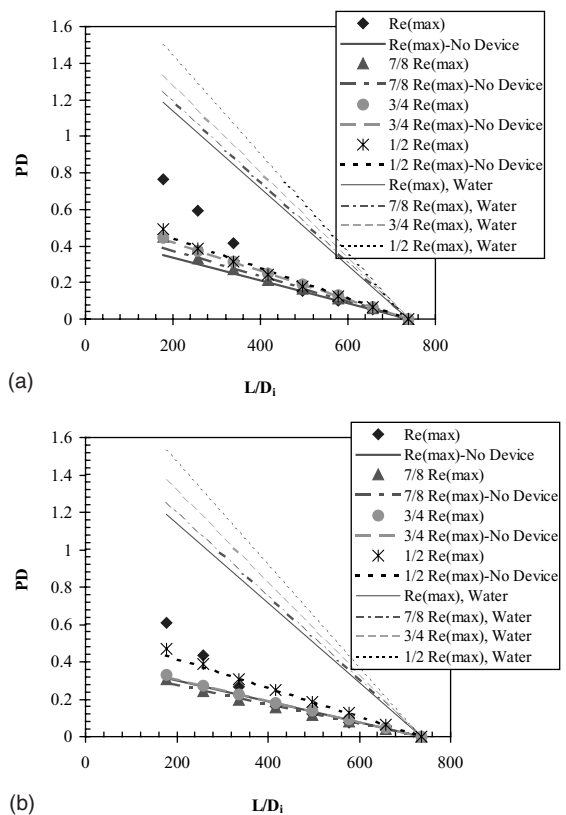 1.6
1.4
1.2
1
0.8
0.6
0.4
0.2
0
PD
0 200 400 600 800
L/Di
Re(max)
Re(max)-No Device
7/8 Re(max)
7/8 Re(max)-No Device
3/4 Re(max)
3/4 Re(max)-No Device
1/2 Re(max)
1/2 Re(max)-No Device
Re(max), Water
7/8 Re(max), Water
3/4 Re(max), Water
1/2 Re(max), Water
(a)
1.6
1.4
1.2
1
0.8
0.6
0.4
0.2
0
PD
0 200 400 600 800
L/Di
Re(max)
Re(max)-No Device
7/8 Re(max)
7/8 Re(max)-No Device
3/4 Re(max)
3/4 Re(max)-No Device
1/2 Re(max)
1/2 Re(max)-No Device
Re(max), Water
7/8 Re(max), Water
3/4 Re(max), Water
1/2 Re(max), Water
(b)